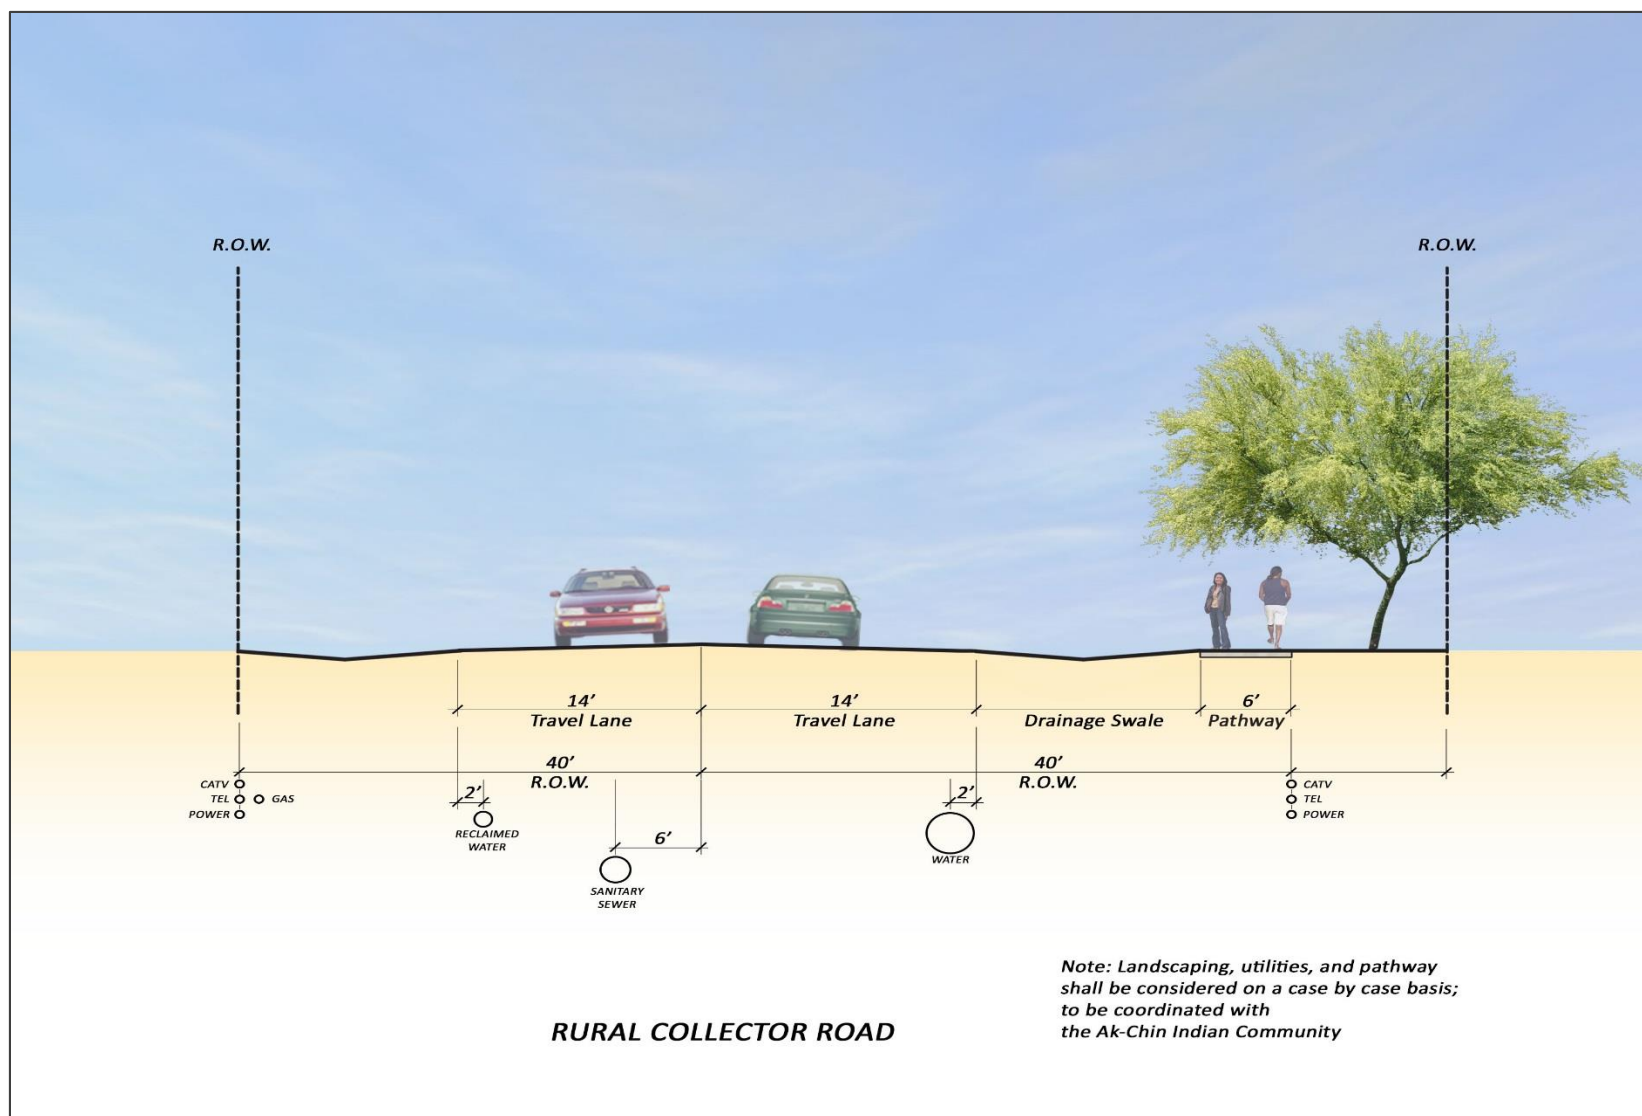 R.O.W.
R.O.W.
14’
14’
6’
Travel Lane
Travel Lane
Drainage Swale
Pathway
40’
40’
R.O.W.
R.O.W.
CATV
TEL
GAS
POWER
2’
RECLAIMED
WATER
6’
SANITARY
SEWER
2’
WATER
CATV
TEL
POWER
Note: Landscaping, utilities, and pathway
shall be considered on a case by case basis;
to be coordinated with
the Ak-Chin Indian Community
RURAL COLLECTOR ROAD